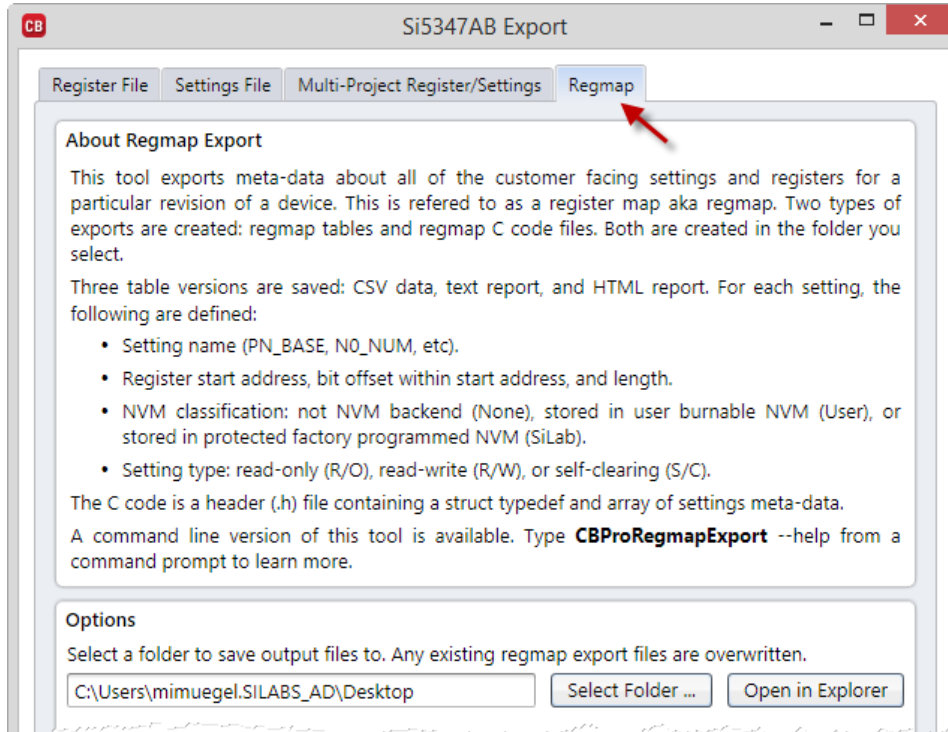 CB
Si5347AB Export
Register File Settings File Multi-Project Register/Settings Regmap
About Regmap Export
This tool exports meta-data about all of the customer facing settings and registers for a
particular revision of a device. This is refered to as a register map aka regmap. Two types of
exports are created: regmap tables and regmap C code files. Both are created in the folder you
select.
Three table versions are saved: CSV data, text report, and HTML report. For each setting, the
following are defined:
• Setting name (PN_BASE, N0_NUM, etc).
• Register start address, bit offset within start address, and length.
• NVM classification: not NVM backend (None), stored in user burnable NVM (User), or
stored in protected factory programmed NVM (SiLab).
• Setting type: read-only (R/O), read-write (R/W), or self-clearing (S/C).
The C code is a header (.h) file containing a struct typedef and array of settings meta-data.
A command line version of this tool is available. Type CBProRegmapExport --help from a
command prompt to learn more.
Options
Select a folder to save output files to. Any existing regmap export files are overwritten.
C:\Users\mimuegel.SILABS_AD\Desktop Select Folder ... Open in Explorer